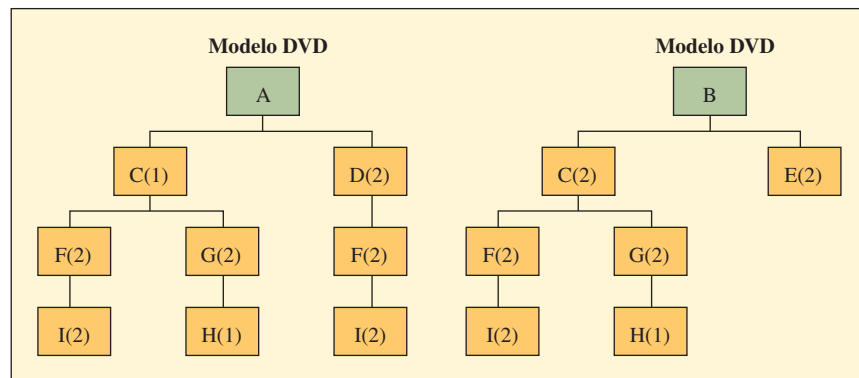 Modelo DVD Modelo DVD
A B
C(1) D(2) C(2) E(2)
F(2) G(2) F(2) F(2) G(2)
I(2) H(1) I(2) I(2) H(1)